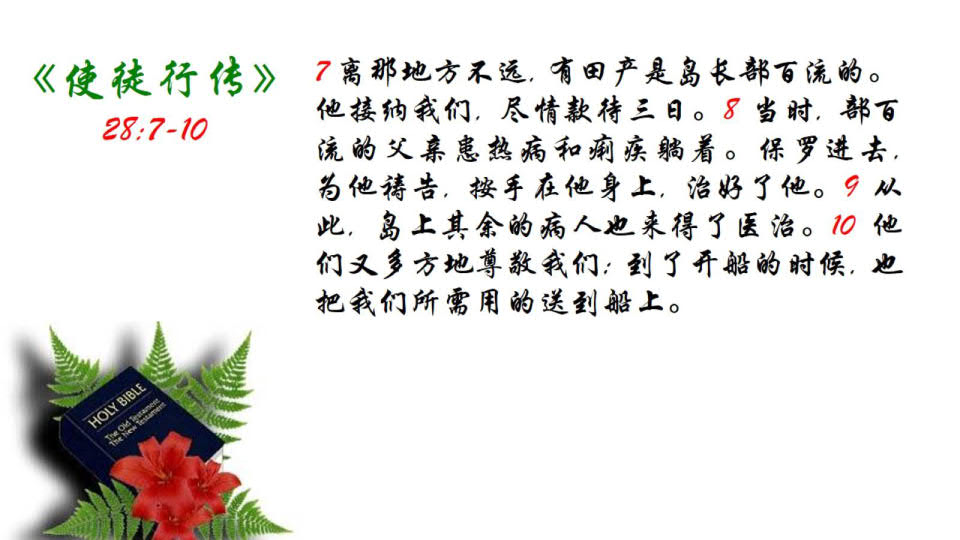 《使徒行传》
28:7-10
7 离那地方不远，有田产是岛长部百流的。
他接纳我们，尽情款待三日。8 当时，部百
流的父亲患热病和痢疾躺着。保罗进去，
为他祷告，按手在他身上，治好了他。9 从
此，岛上其余的病人也来得了医治。10 他
们又多方地尊敬我们；到了开船的时候，也
把我们所需用的送到船上。
HOLY BIBLE
The Old Testament
The New Testament